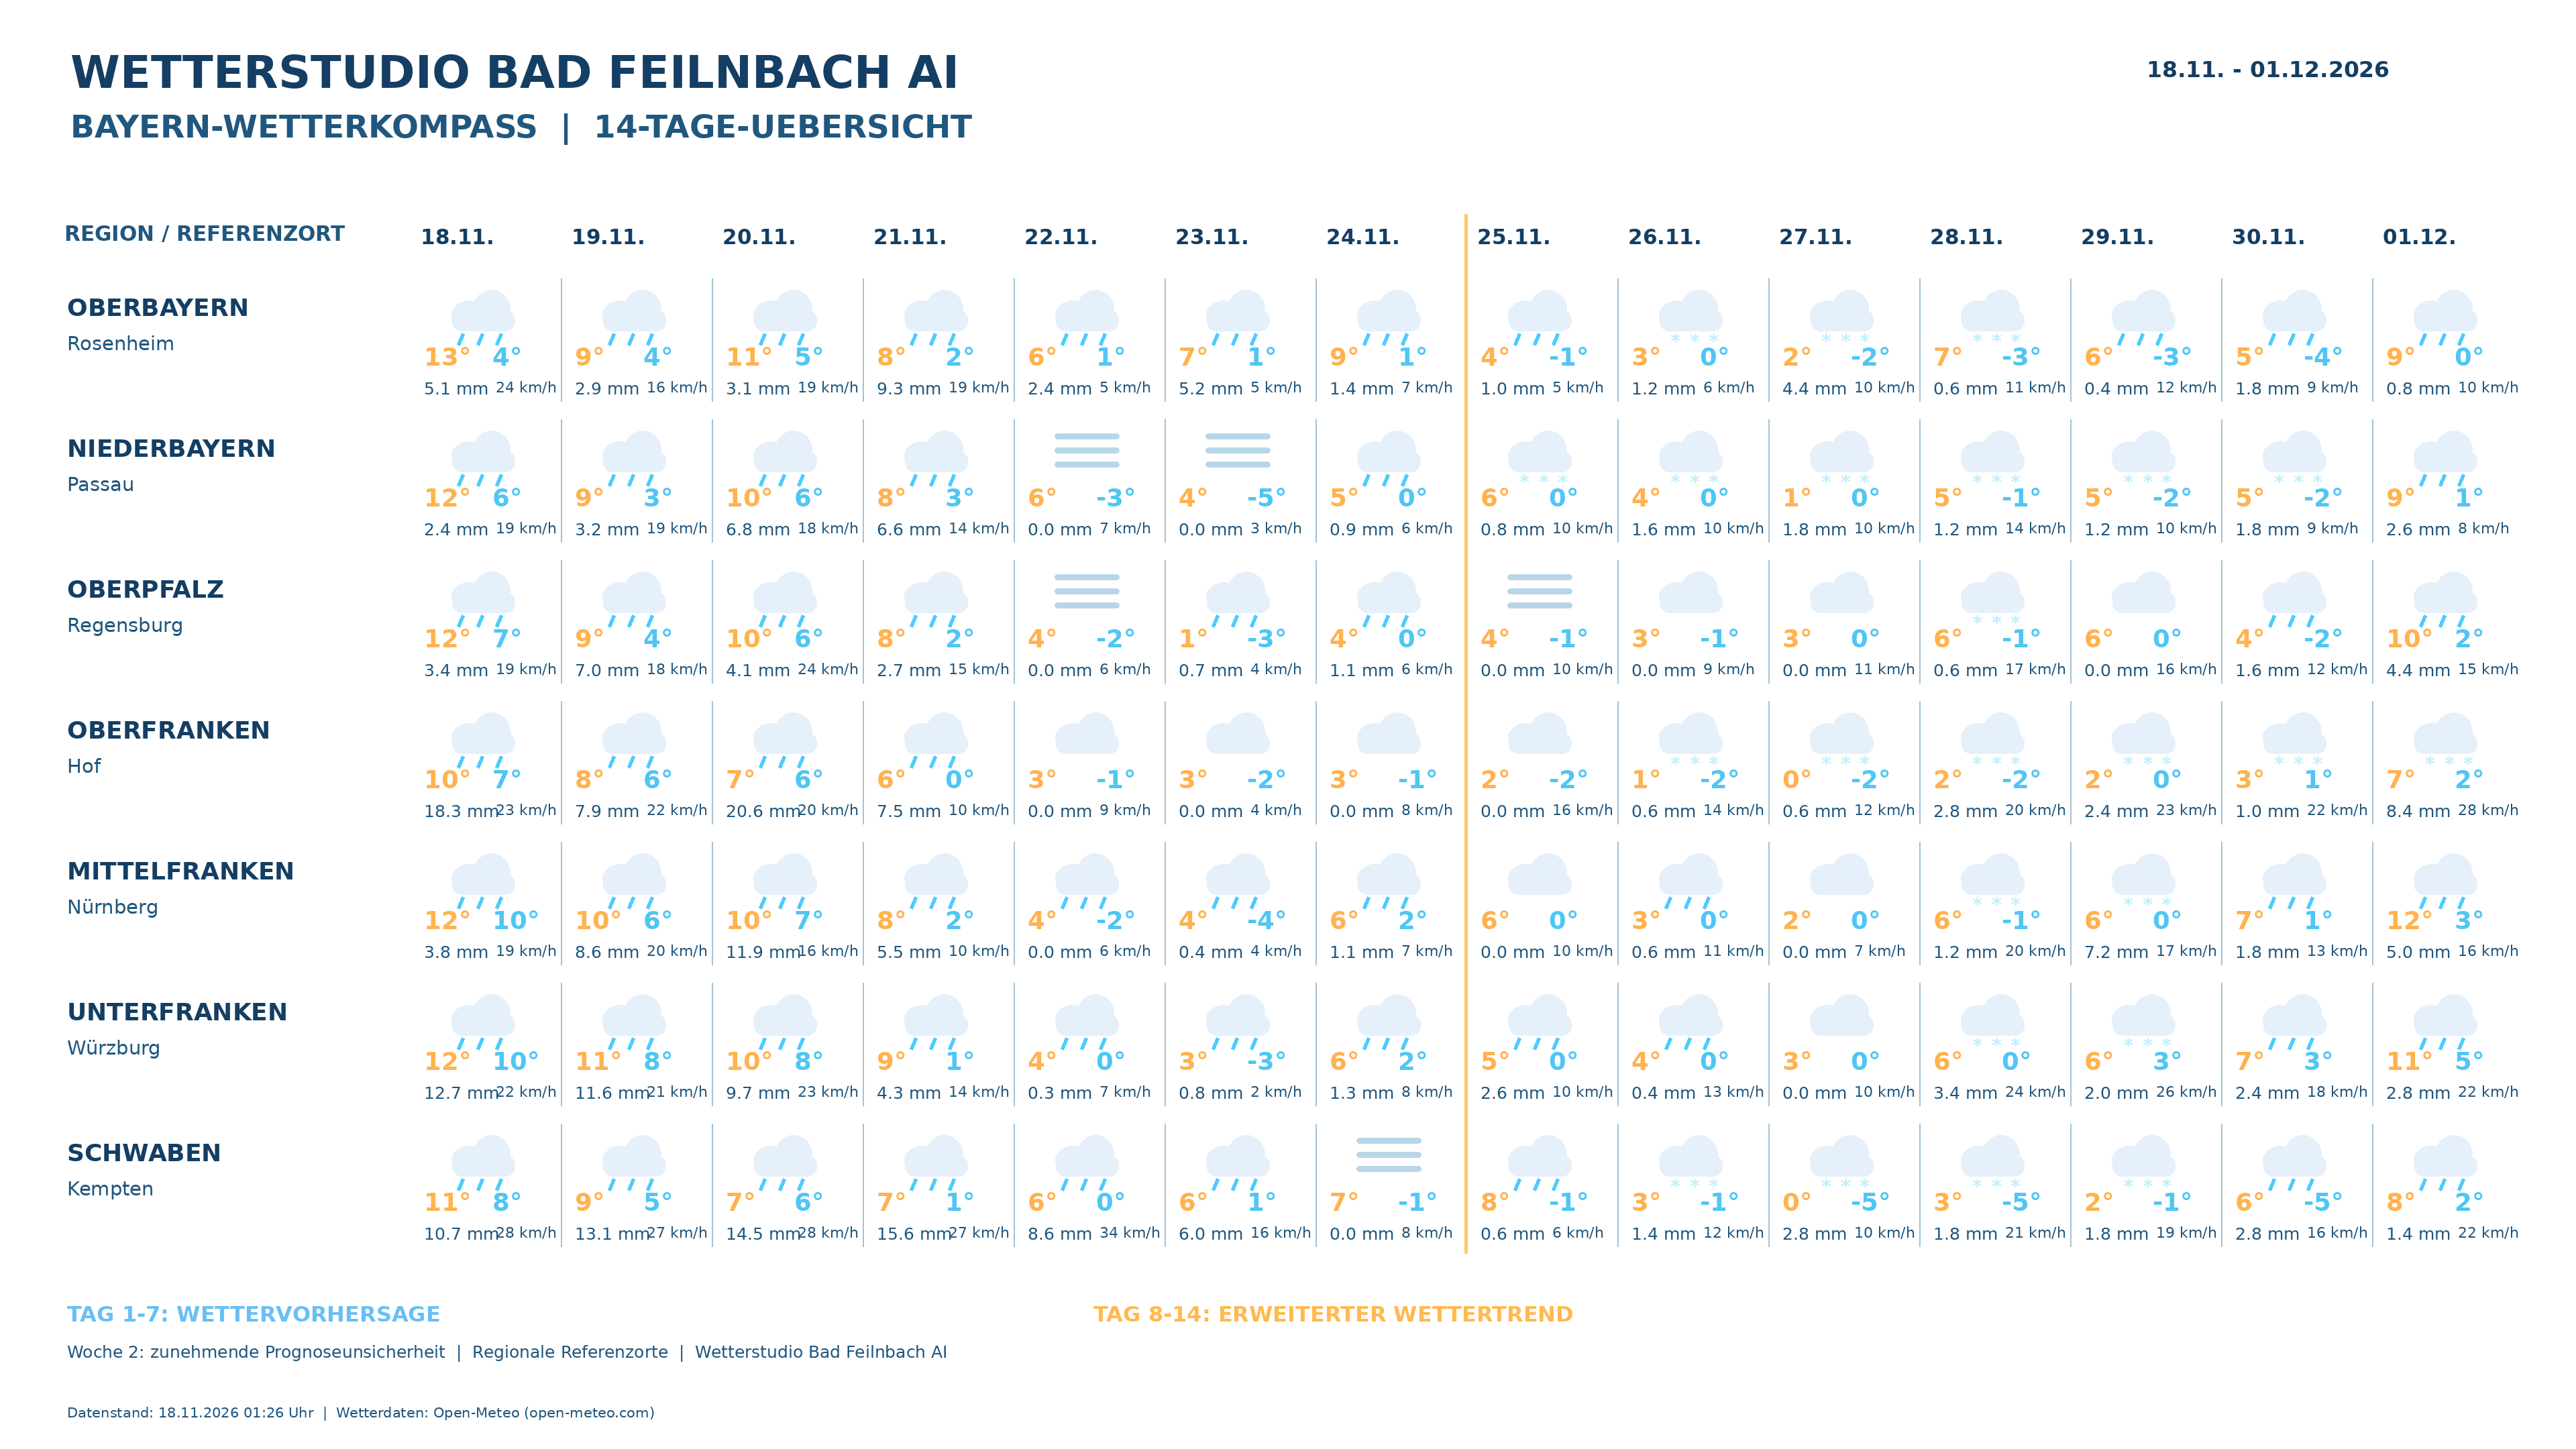 WETTERSTUDIO BAD FEILNBACH AI
18.11. - 01.12.2026
BAYERN-WETTERKOMPASS | 14-TAGE-UEBERSICHT
REGION / REFERENZORT 18.11. 19.11. 20.11. 21.11. 22.11. 23.11. 24.11. 25.11. 26.11. 27.11. 28.11. 29.11. 30.11. 01.12.
OBERBAYERN
Rosenheim
13° 4° 9° 4° 11° 5° 8° 2° 6° 1° 7° 1° 9° 1° 4° -1° 3° 0° 2° -2° 7° -3° 6° -3° 5° -4° 9° 0°
5.1 mm 24 km/h 2.9 mm 16 km/h 3.1 mm 19 km/h 9.3 mm 19 km/h 2.4 mm 5 km/h 5.2 mm 5 km/h 1.4 mm 7 km/h 1.0 mm 5 km/h 1.2 mm 6 km/h 4.4 mm 10 km/h 0.6 mm 11 km/h 0.4 mm 12 km/h 1.8 mm 9 km/h 0.8 mm 10 km/h
NIEDERBAYERN
Passau
12° 6° 9° 3° 10° 6° 8° 3° 6° -3° 4° -5° 5° 0° 6° 0° 4° 0° 1° 0° 5° -1° 5° -2° 5° -2° 9° 1°
2.4 mm 19 km/h 3.2 mm 19 km/h 6.8 mm 18 km/h 6.6 mm 14 km/h 0.0 mm 7 km/h 0.0 mm 3 km/h 0.9 mm 6 km/h 0.8 mm 10 km/h 1.6 mm 10 km/h 1.8 mm 10 km/h 1.2 mm 14 km/h 1.2 mm 10 km/h 1.8 mm 9 km/h 2.6 mm 8 km/h
OBERPFALZ
Regensburg
12° 7° 9° 4° 10° 6° 8° 2° 4° -2° 1° -3° 4° 0° 4° -1° 3° -1° 3° 0° 6° -1° 6° 0° 4° -2° 10° 2°
3.4 mm 19 km/h 7.0 mm 18 km/h 4.1 mm 24 km/h 2.7 mm 15 km/h 0.0 mm 6 km/h 0.7 mm 4 km/h 1.1 mm 6 km/h 0.0 mm 10 km/h 0.0 mm 9 km/h 0.0 mm 11 km/h 0.6 mm 17 km/h 0.0 mm 16 km/h 1.6 mm 12 km/h 4.4 mm 15 km/h
OBERFRANKEN
Hof
10° 7° 8° 6° 7° 6° 6° 0° 3° -1° 3° -2° 3° -1° 2° -2° 1° -2° 0° -2° 2° -2° 2° 0° 3° 1° 7° 2°
18.3 mm 23 km/h 7.9 mm 22 km/h 20.6 mm 20 km/h 7.5 mm 10 km/h 0.0 mm 9 km/h 0.0 mm 4 km/h 0.0 mm 8 km/h 0.0 mm 16 km/h 0.6 mm 14 km/h 0.6 mm 12 km/h 2.8 mm 20 km/h 2.4 mm 23 km/h 1.0 mm 22 km/h 8.4 mm 28 km/h
MITTELFRANKEN
Nürnberg
12° 10° 10° 6° 10° 7° 8° 2° 4° -2° 4° -4° 6° 2° 6° 0° 3° 0° 2° 0° 6° -1° 6° 0° 7° 1° 12° 3°
3.8 mm 19 km/h 8.6 mm 20 km/h 11.9 mm 16 km/h 5.5 mm 10 km/h 0.0 mm 6 km/h 0.4 mm 4 km/h 1.1 mm 7 km/h 0.0 mm 10 km/h 0.6 mm 11 km/h 0.0 mm 7 km/h 1.2 mm 20 km/h 7.2 mm 17 km/h 1.8 mm 13 km/h 5.0 mm 16 km/h
UNTERFRANKEN
Würzburg
12° 10° 11° 8° 10° 8° 9° 1° 4° 0° 3° -3° 6° 2° 5° 0° 4° 0° 3° 0° 6° 0° 6° 3° 7° 3° 11° 5°
12.7 mm 22 km/h 11.6 mm 21 km/h 9.7 mm 23 km/h 4.3 mm 14 km/h 0.3 mm 7 km/h 0.8 mm 2 km/h 1.3 mm 8 km/h 2.6 mm 10 km/h 0.4 mm 13 km/h 0.0 mm 10 km/h 3.4 mm 24 km/h 2.0 mm 26 km/h 2.4 mm 18 km/h 2.8 mm 22 km/h
SCHWABEN
Kempten
11° 8° 9° 5° 7° 6° 7° 1° 6° 0° 6° 1° 7° -1° 8° -1° 3° -1° 0° -5° 3° -5° 2° -1° 6° -5° 8° 2°
10.7 mm 28 km/h 13.1 mm 27 km/h 14.5 mm 28 km/h 15.6 mm 27 km/h 8.6 mm 34 km/h 6.0 mm 16 km/h 0.0 mm 8 km/h 0.6 mm 6 km/h 1.4 mm 12 km/h 2.8 mm 10 km/h 1.8 mm 21 km/h 1.8 mm 19 km/h 2.8 mm 16 km/h 1.4 mm 22 km/h
TAG 1-7: WETTERVORHERSAGE
TAG 8-14: ERWEITERTER WETTERTREND
Woche 2: zunehmende Prognoseunsicherheit | Regionale Referenzorte | Wetterstudio Bad Feilnbach AI
Datenstand: 18.11.2026 01:26 Uhr | Wetterdaten: Open-Meteo (open-meteo.com)